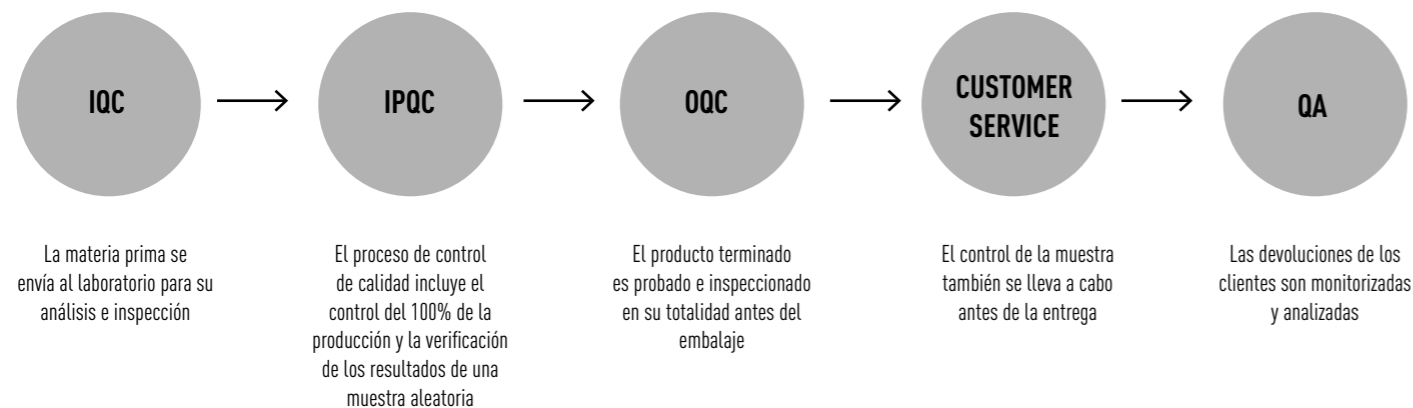 IQC
La materia prima se
envía al laboratorio para su
análisis e inspección
IPQC
El proceso de control
de calidad incluye el
control del 100% de la
producción y la verificación
de los resultados de una
muestra aleatoria
OQC
El producto terminado
es probado e inspeccionado
en su totalidad antes del
embalaje
CUSTOMER
SERVICE
El control de la muestra
también se lleva a cabo
antes de la entrega
QA
Las devoluciones de los
clientes son monitorizadas
y analizadas